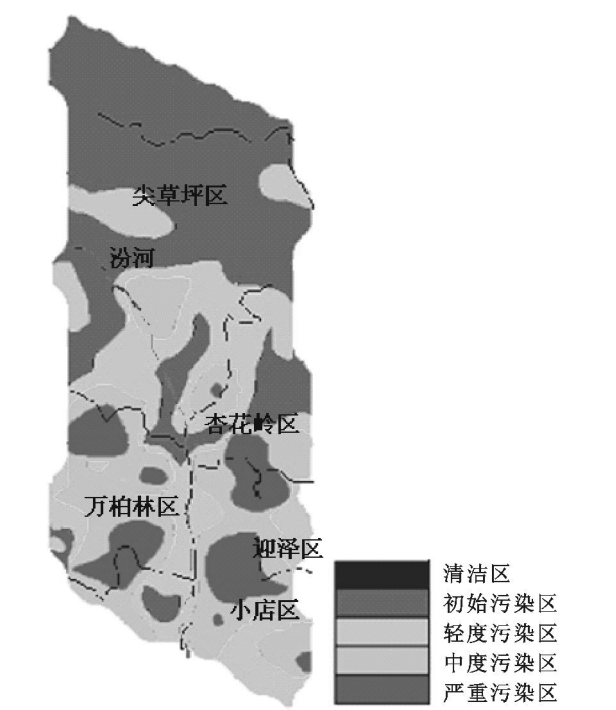 尖草坪区
汾河
杏花岭区
万柏林区
迎泽区
小店区
清洁区
初始污染区
轻度污染区
中度污染区
严重污染区